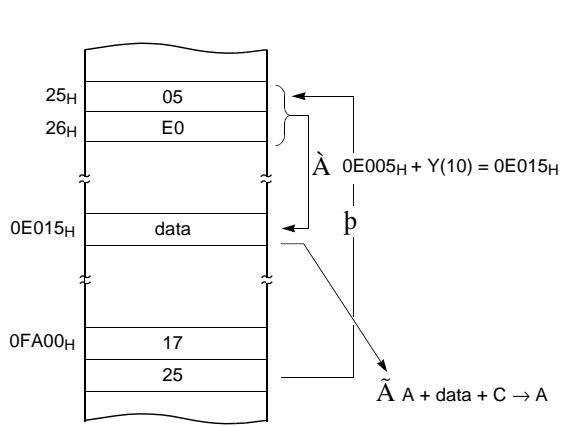 25H 05
26H E0
À 0E005H + Y(10) = 0E015H
0E015H data
þ
0FA00H 17
25
Ã A + data + C → A